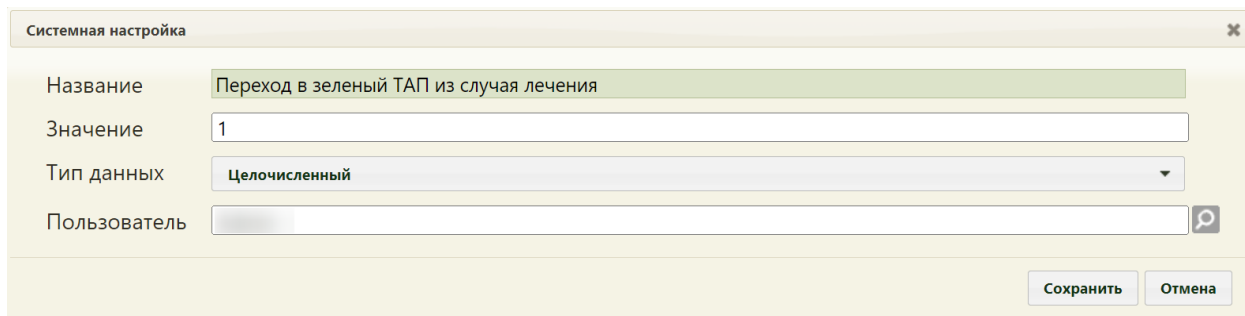 Системная настройка
Название Переход в зеленый ТАП из случая лечения
Значение 1
Тип данных Целочисленный
Пользователь
Сохранить Отмена